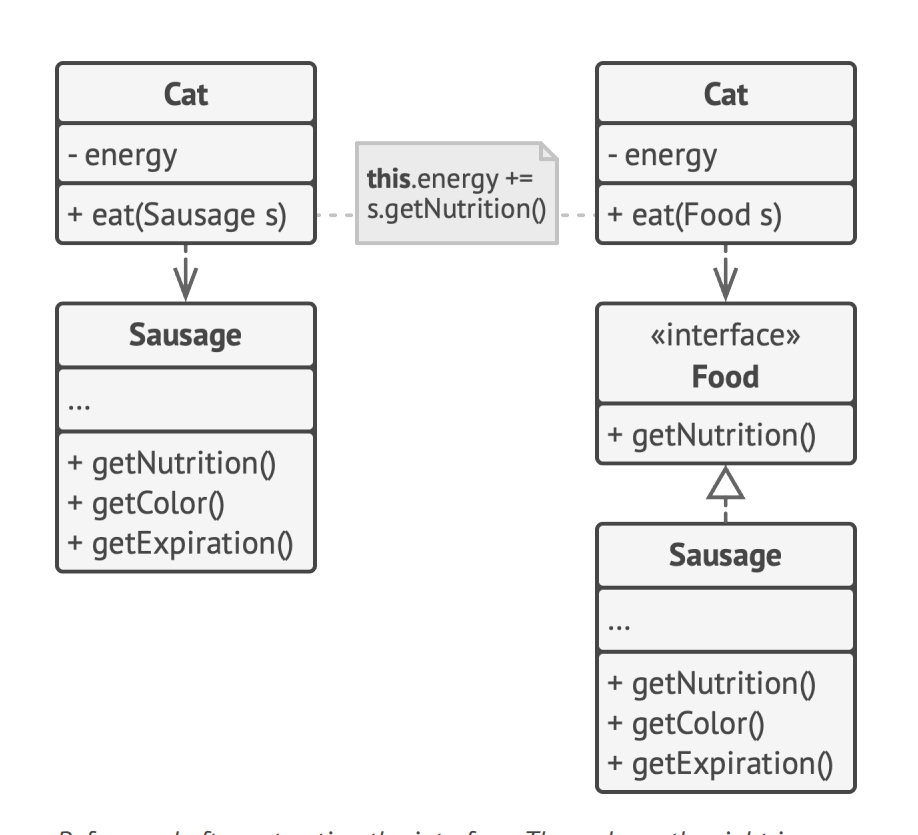 Cat
- energy
+ eat(Sausage s)
Sausage
...
+ getNutrition()
+ getColor()
+ getExpiration()
this.energy +=
s.getNutrition()
Cat
- energy
+ eat(Food s)
«interface»
Food
+ getNutrition()
Sausage
...
+ getNutrition()
+ getColor()
+ getExpiration()